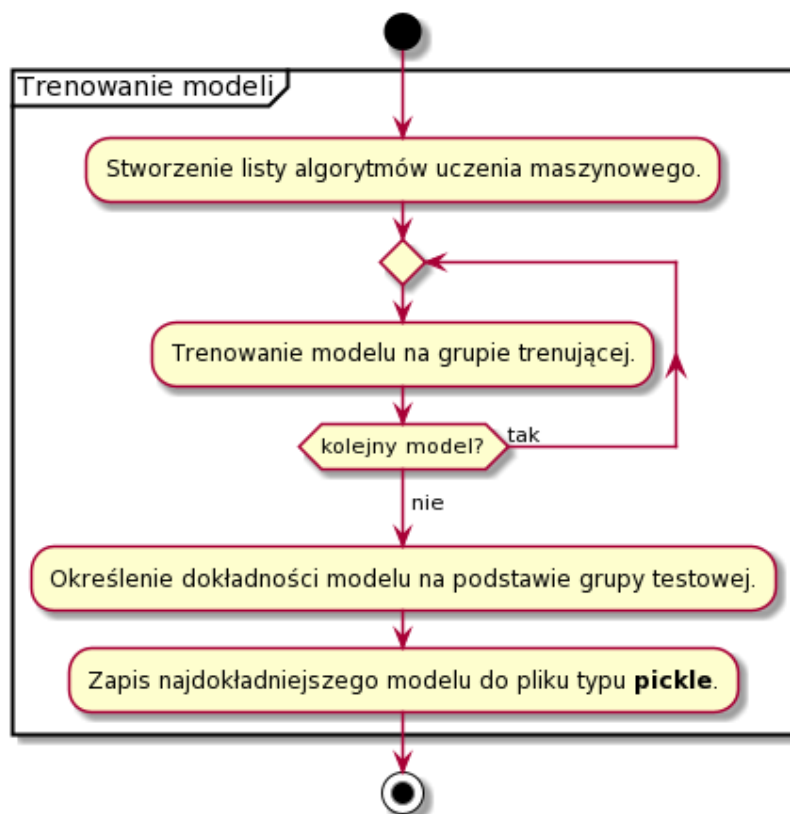 Trenowanie modeli
Stworzenie listy algorytmów uczenia maszynowego.
Trenowanie modelu na grupie trenującej.
kolejny model?
tak
nie
Określenie dokładności modelu na podstawie grupy testowej.
Zapis najdokładniejszego modelu do pliku typu pickle.